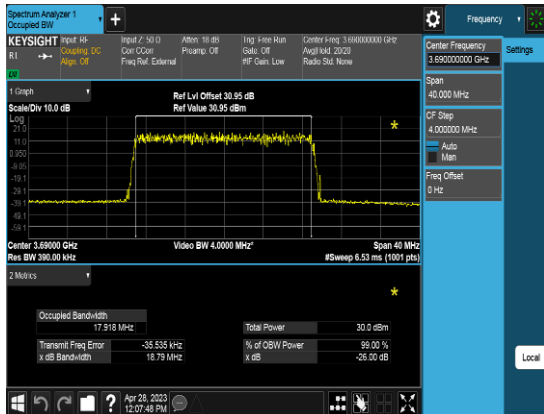 Spectrum Analyzer 1
Occupied BW
+
Frequency
KEYSIGHT
R1
Input: RF
Coupling: DC
Align: Off
Input Z: 50 Ω
Corr CCorr
Freq Ref: External
Atten: 18 dB
Preamp: Off
Trig: Free Run
Gate: Off
#IF Gain: Low
Center Freq: 3.690000000 GHz
Avg|Hold: 20/20
Radio Std: None
1 Graph
Scale/Div 10.0 dB
Ref Lvl Offset 30.95 dB
Ref Value 30.95 dBm
Log
21.0
11.0
0.950
-9.05
-19.1
-29.1
-39.1
-49.1
-59.1
Center 3.69000 GHz
Res BW 390.00 kHz
Video BW 4.0000 MHz*
Span 40 MHz
#Sweep 6.53 ms (1001 pts)
2 Metrics
Occupied Bandwidth
17.918 MHz
Total Power 30.0 dBm
Transmit Freq Error -35.535 kHz
% of OBW Power 99.00 %
x dB Bandwidth 18.79 MHz
x dB -26.00 dB
Center Frequency
3.690000000 GHz
Settings
Span
40.000 MHz
CF Step
4.000000 MHz
Auto
Man
Freq Offset
0 Hz
Local
?
Apr 28, 2023
12:07:48 PM